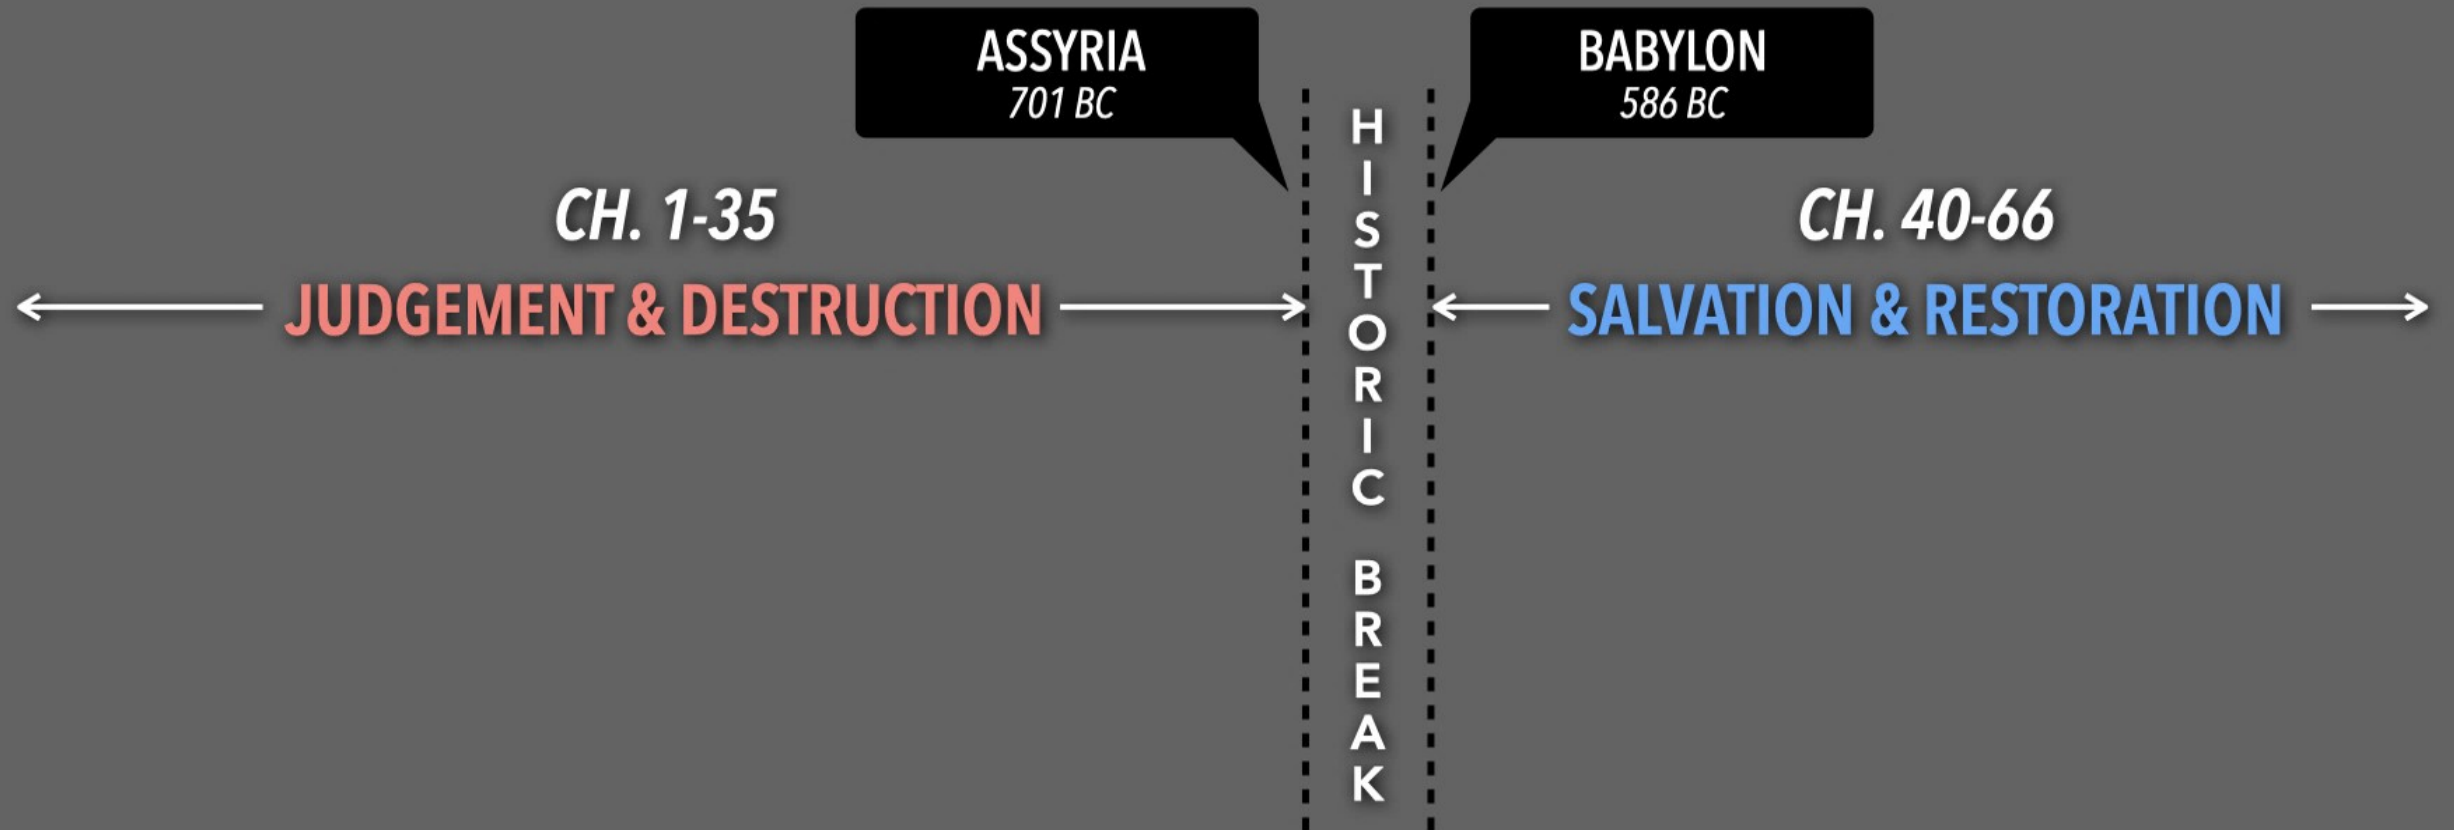 ASSYRIA
701 BC
BABYLON
586 BC
CH. 1-35
JUDGEMENT & DESTRUCTION
HISTORIC BREAK
CH. 40-66
SALVATION & RESTORATION